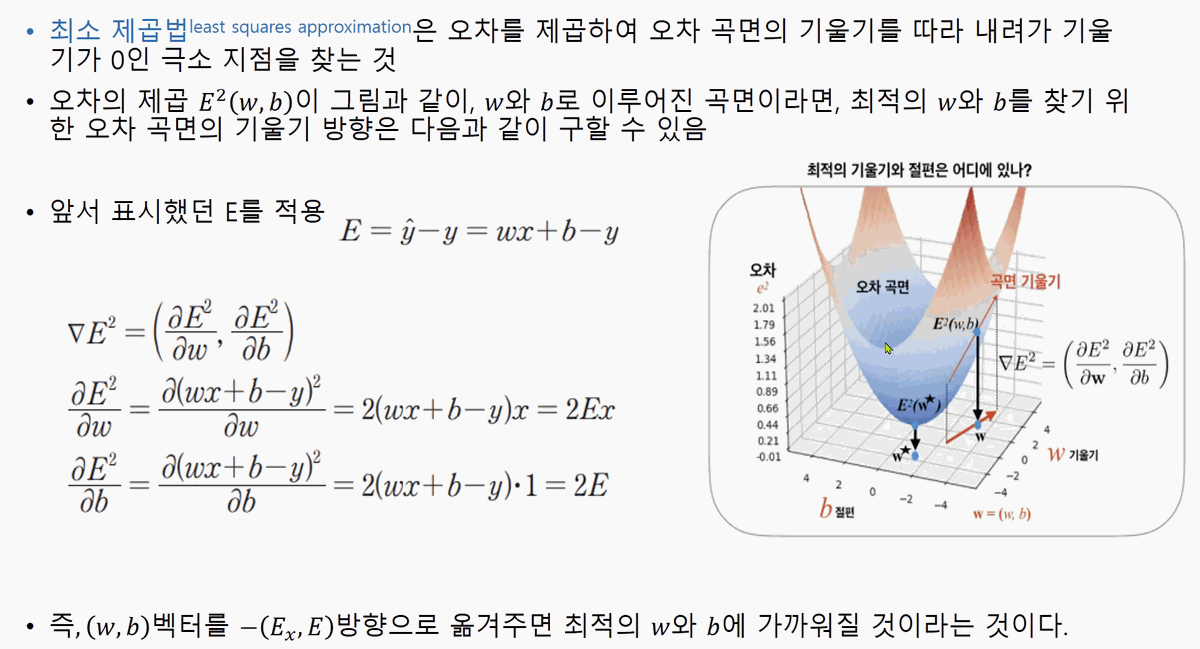 • 최소 제곱법least squares approximation은 오차를 제곱하여 오차 곡면의 기울기를 따라 내려가 기울
기가 0인 극소 지점을 찾는 것
• 오차의 제곱 E²(w, b)이 그림과 같이, w와 b로 이루어진 곡면이라면, 최적의 w와 b를 찾기 위
한 오차 곡면의 기울기 방향은 다음과 같이 구할 수 있음
• 앞서 표시했던 E를 적용
E = ŷ−y = wx+b−y
∇E² = (∂E²/∂w, ∂E²/∂b)
∂E²/∂w = ∂(wx+b−y)²/∂w = 2(wx+b−y)x = 2Ex
∂E²/∂b = ∂(wx+b−y)²/∂b = 2(wx+b−y)·1 = 2E
최적의 기울기와 절편은 어디에 있나?
오차
e²
2.01
1.79
1.56
1.34
1.11
0.89
0.66
0.44
0.21
-0.01
오차 곡면
곡면 기울기
E²(w,b)
∇E² = (∂E²/∂w, ∂E²/∂b)
E²(w★)
w
w★
4
2
0
−2
−4
w 기울기
4
2
0
−2
−4
b 절편
w = (w, b)
• 즉, (w, b)벡터를 −(Eₓ, E)방향으로 옮겨주면 최적의 w와 b에 가까워질 것이라는 것이다.